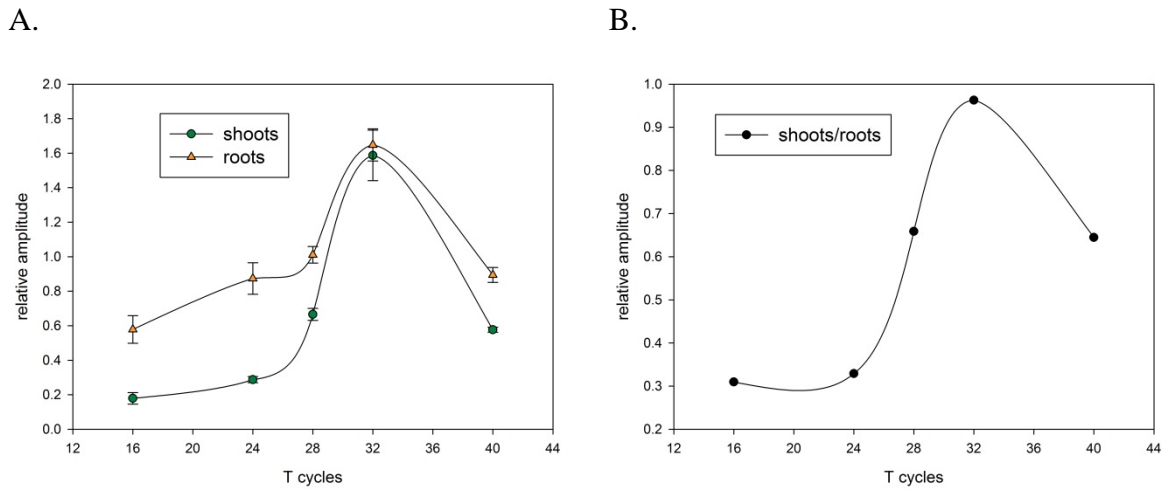 A.
2.0
1.8
1.6
1.4
1.2
1.0
0.8
0.6
0.4
0.2
0.0
relative amplitude
shoots
roots
12 16 20 24 28 32 36 40 44
T cycles
B.
1.0
0.9
0.8
0.7
0.6
0.5
0.4
0.3
0.2
relative amplitude
shoots/roots
12 16 20 24 28 32 36 40 44
T cycles